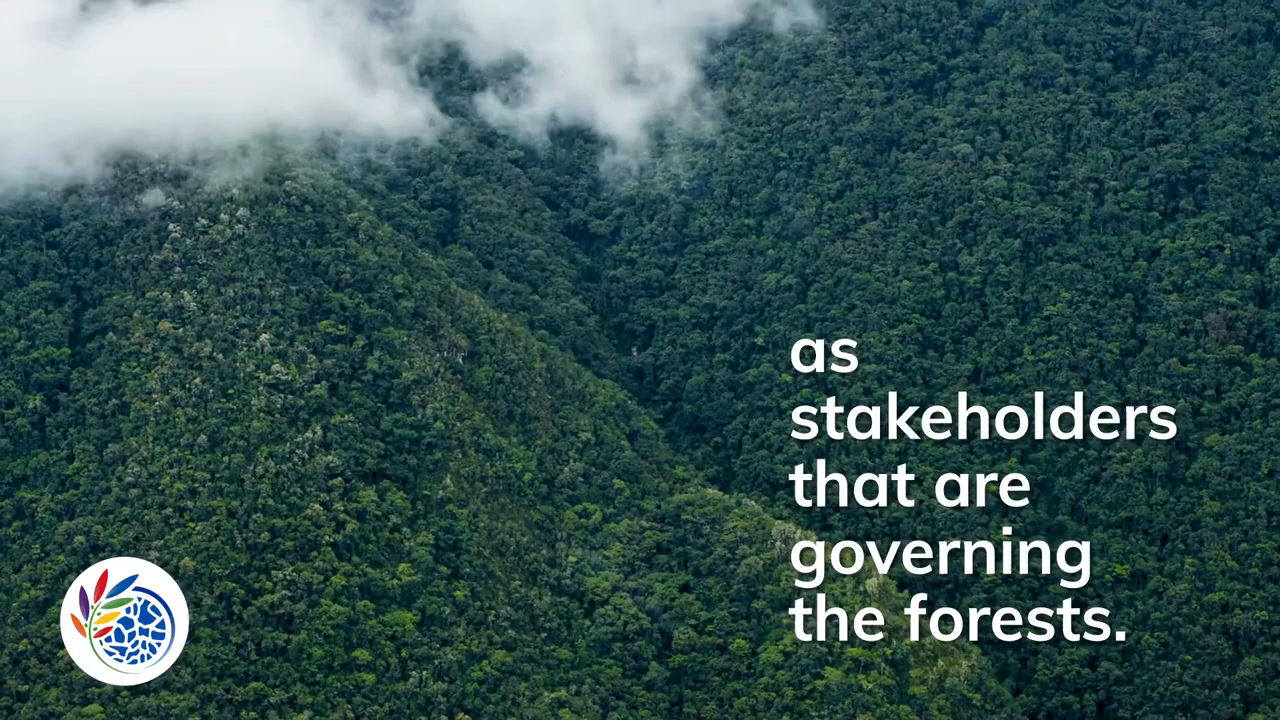 as
stakeholders
that are
governing
the forests.